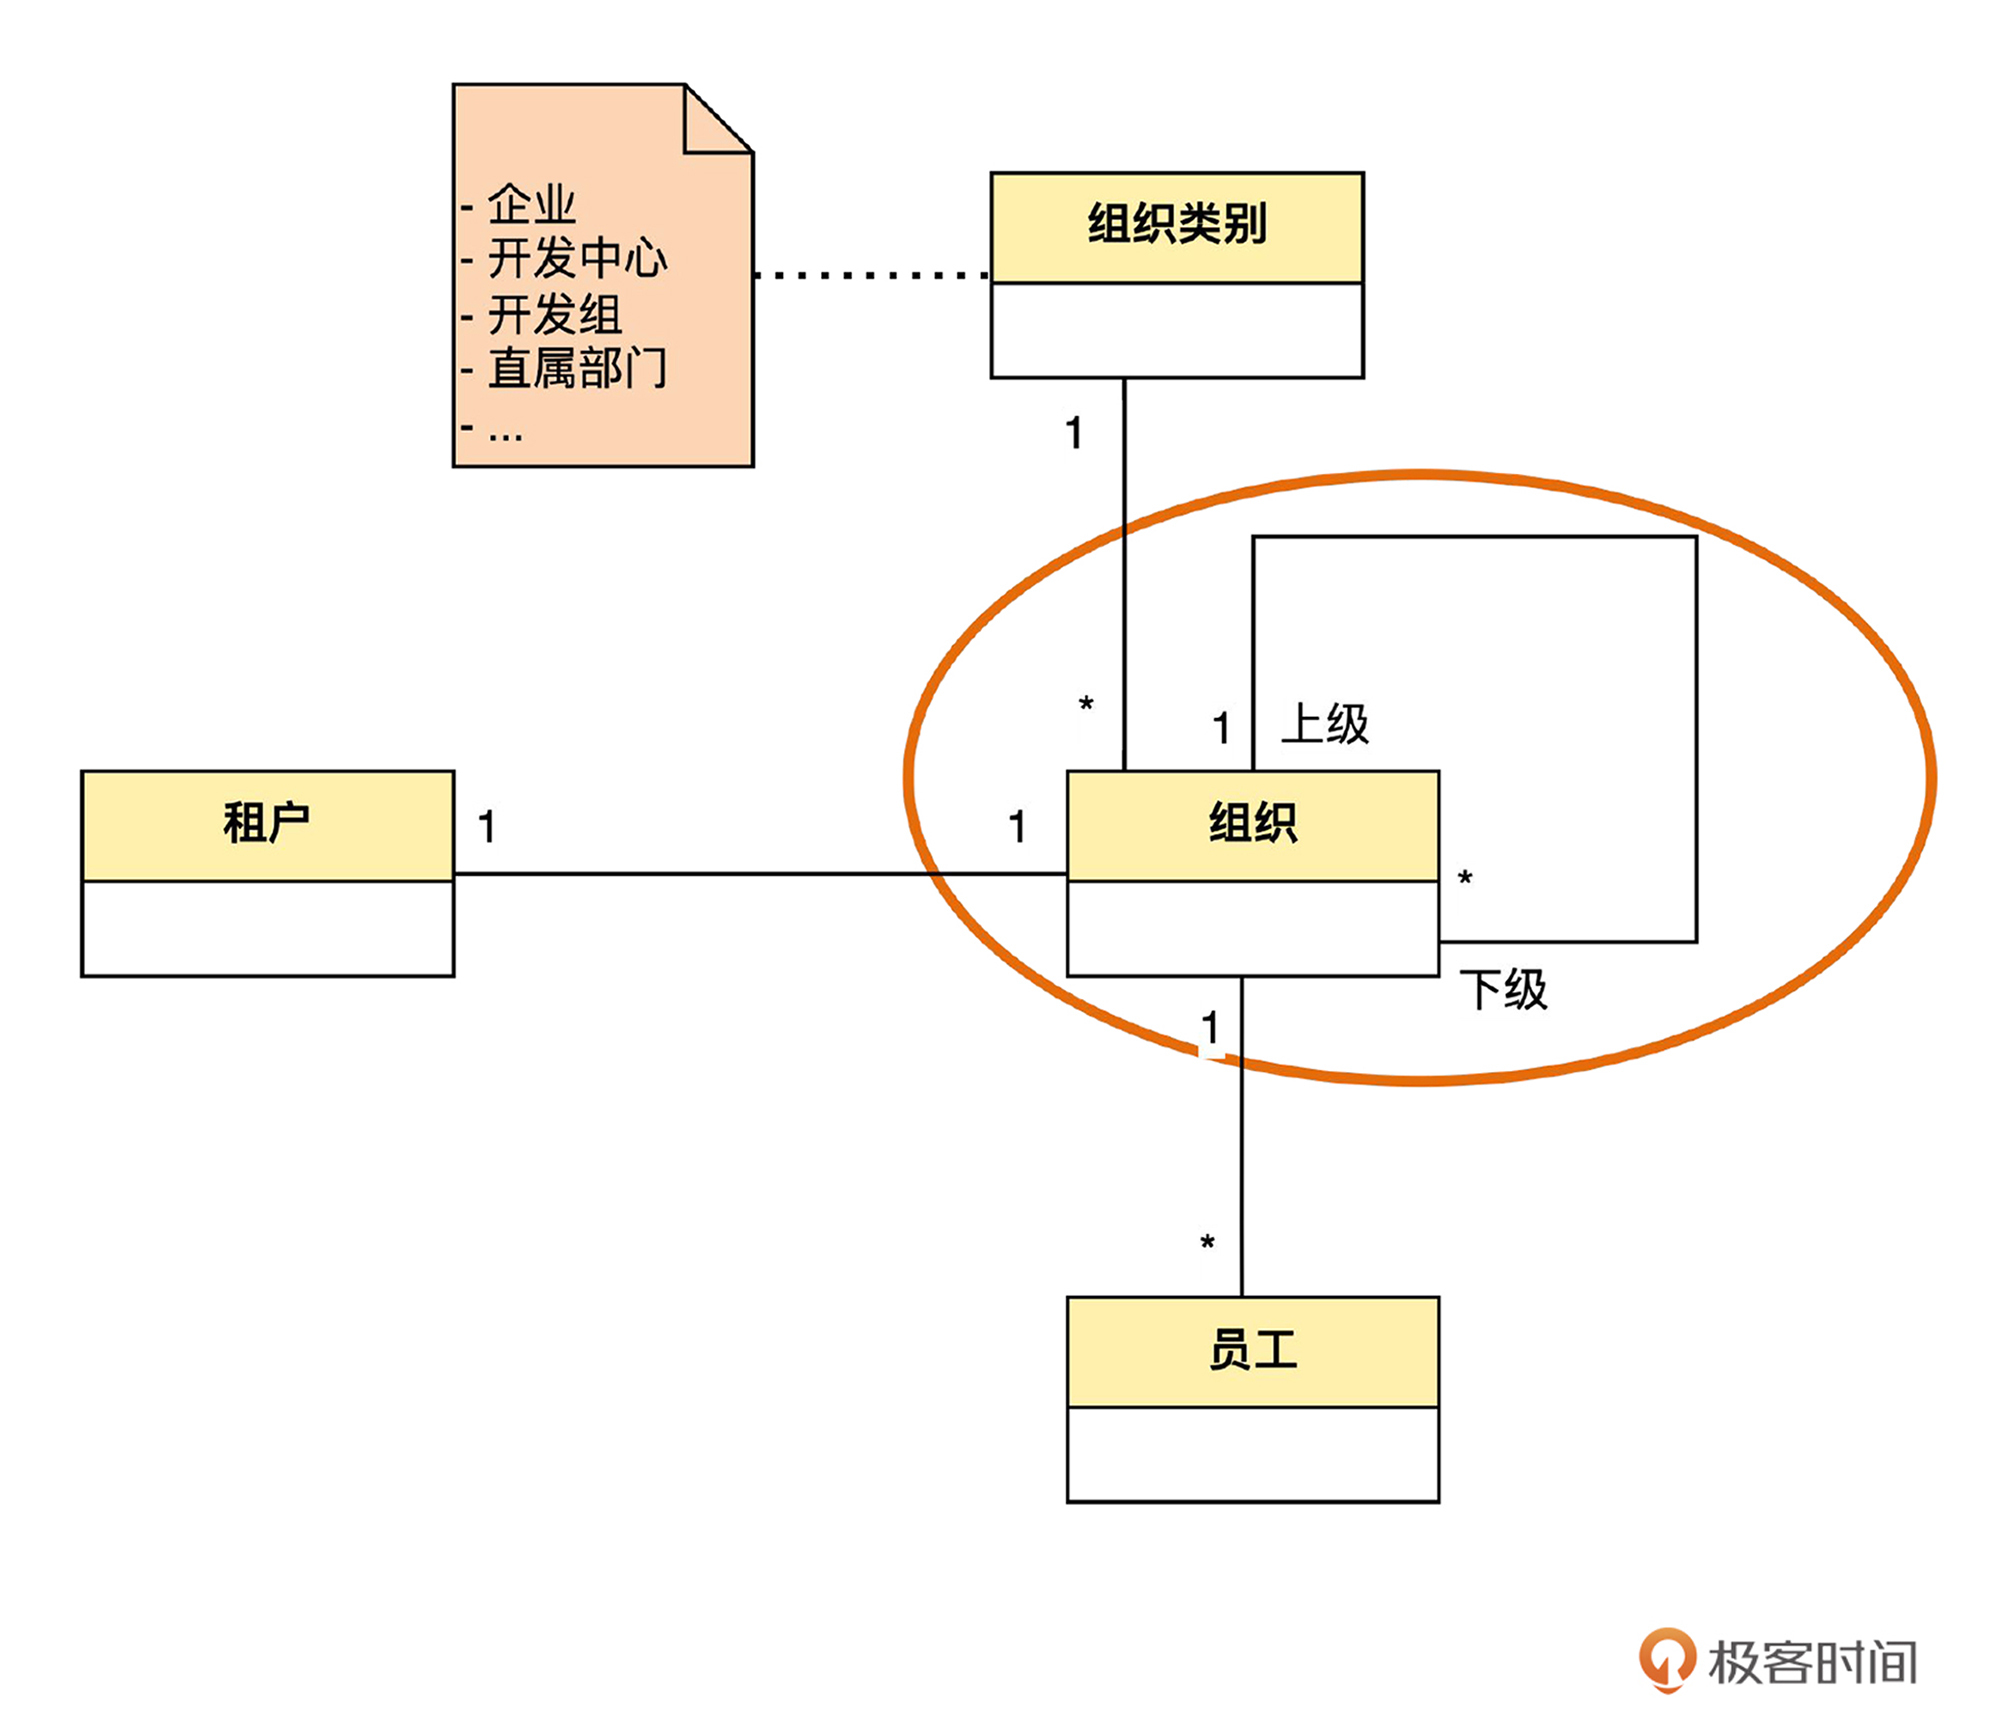 - 企业
- 开发中心
- 开发组
- 直属部门
- ...
组织类别
1
*
1 上级
租户
1
1
组织
*
下级
1
*
员工
极客时间